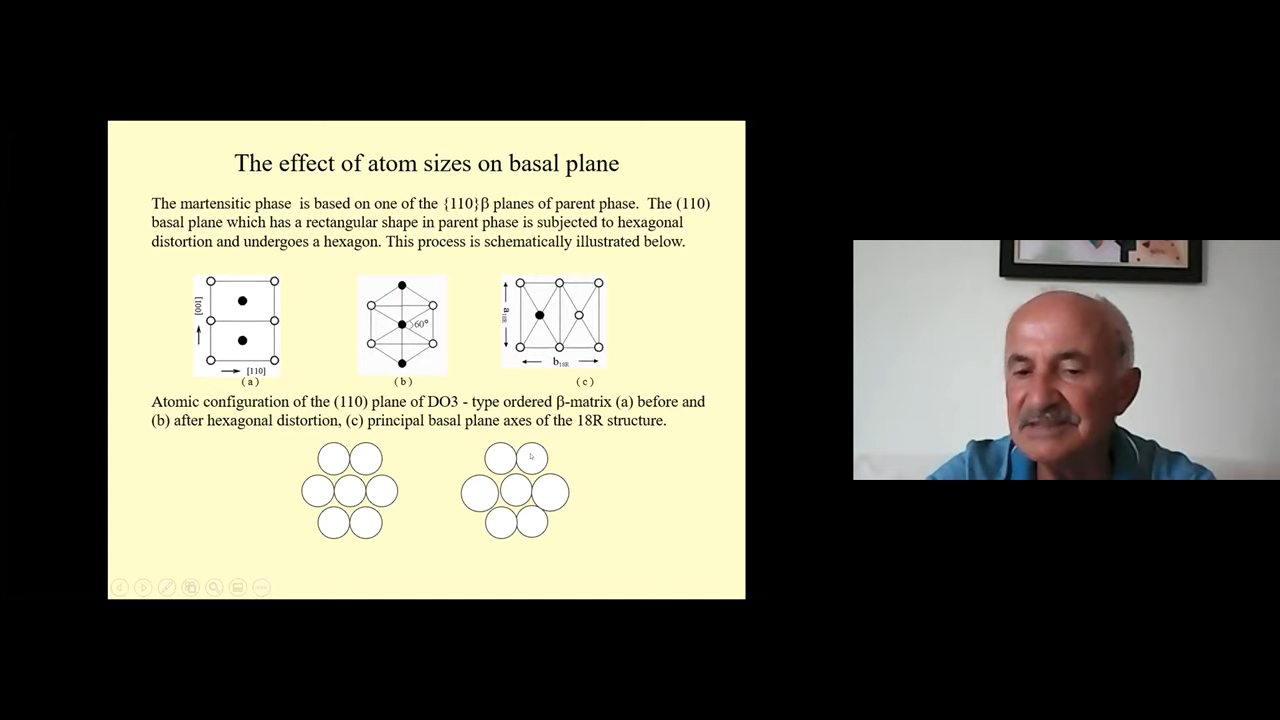 The effect of atom sizes on basal plane
The martensitic phase is based on one of the {110}β planes of parent phase. The (110)
basal plane which has a rectangular shape in parent phase is subjected to hexagonal
distortion and undergoes a hexagon. This process is schematically illustrated below.
[001]
[110]
(a)
60°
(b)
a18R
b18R
(c)
Atomic configuration of the (110) plane of DO3 - type ordered β-matrix (a) before and
(b) after hexagonal distortion, (c) principal basal plane axes of the 18R structure.